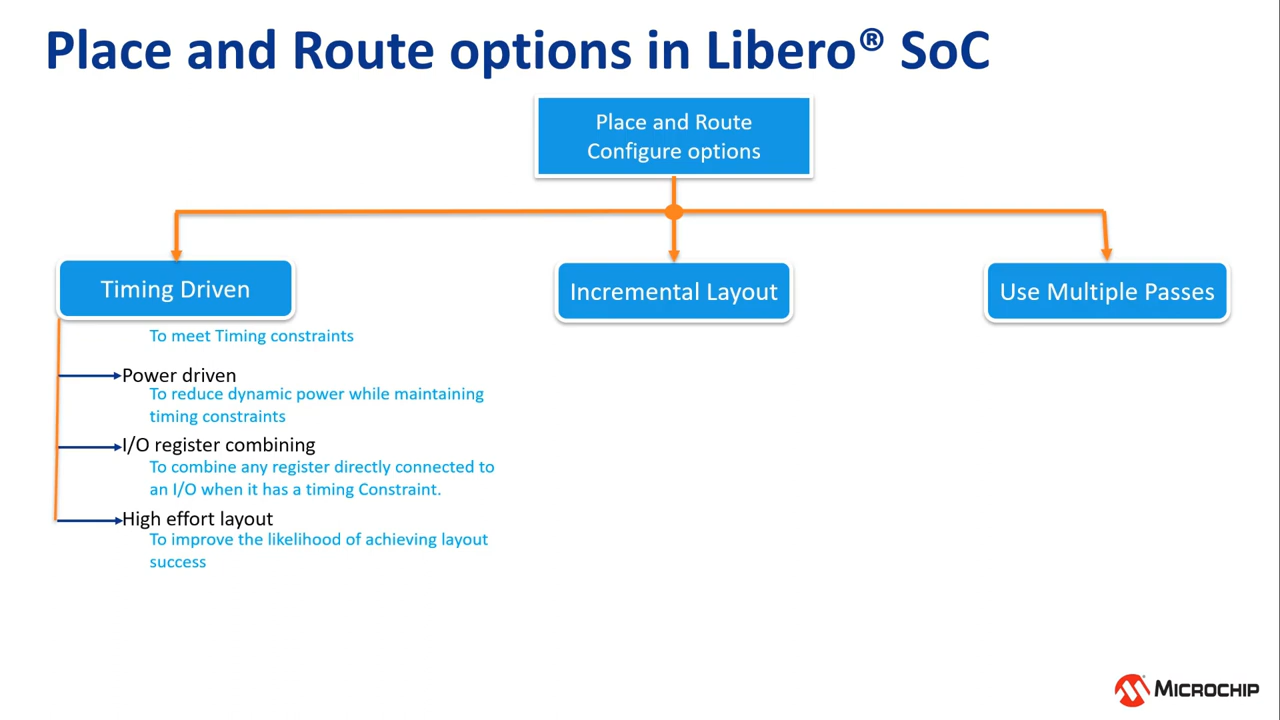 Place and Route options in Libero® SoC
Place and Route
Configure options
Timing Driven
Incremental Layout
Use Multiple Passes
To meet Timing constraints
Power driven
To reduce dynamic power while maintaining
timing constraints
I/O register combining
To combine any register directly connected to
an I/O when it has a timing Constraint.
High effort layout
To improve the likelihood of achieving layout
success
MICROCHIP